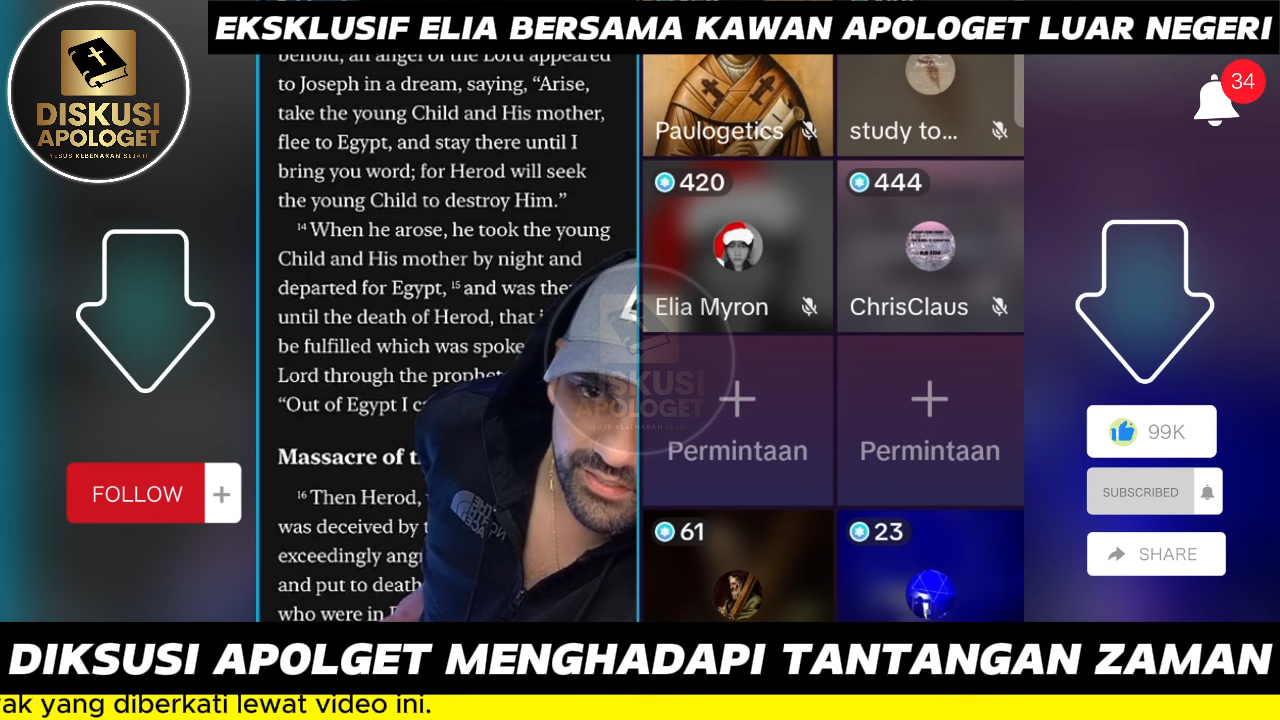 EKSKLUSIF ELIA BERSAMA KAWAN APOLOGET LUAR NEGERI
DISKUSI
APOLOGET
YESUS KEBENARAN SEJATI
behold, an angel of the Lord appeared
to Joseph in a dream, saying, “Arise,
take the young Child and His mother,
flee to Egypt, and stay there until I
bring you word; for Herod will seek
the young Child to destroy Him.”
14 When he arose, he took the young
Child and His mother by night and
departed for Egypt, 15 and was
until the death of Herod, that
be fulfilled which was spoke
Lord through the prophet
“Out of Egypt I
Massacre of
16 Then Herod,
was deceived by
exceedingly
and put to death
who were in
Paulogetics
study to...
420
444
Elia Myron
ChrisClaus
DISKUSI
APOLOGET
Permintaan
Permintaan
61
23
34
FOLLOW +
99K
SUBSCRIBED
SHARE
DIKSUSI APOLGET MENGHADAPI TANTANGAN ZAMAN
ak yang diberkati lewat video ini.